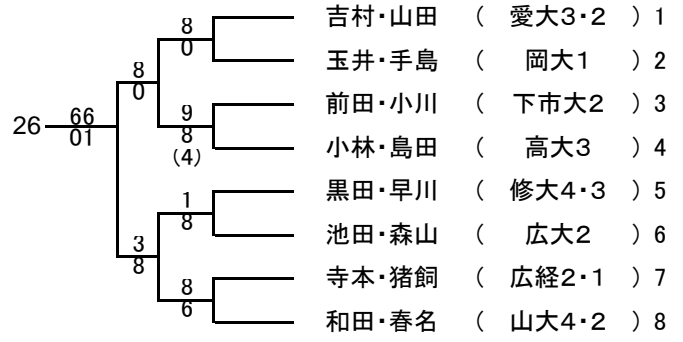 吉村・山田 ( 愛大3・2 ) 1
8
0
玉井・手島 ( 岡大1 ) 2
8
0
前田・小川 ( 下市大2 ) 3
9
8
(4)
小林・島田 ( 高大3 ) 4
26
66
01
黒田・早川 ( 修大4・3 ) 5
1
8
池田・森山 ( 広大2 ) 6
3
8
寺本・猪飼 ( 広経2・1 ) 7
8
6
和田・春名 ( 山大4・2 ) 8